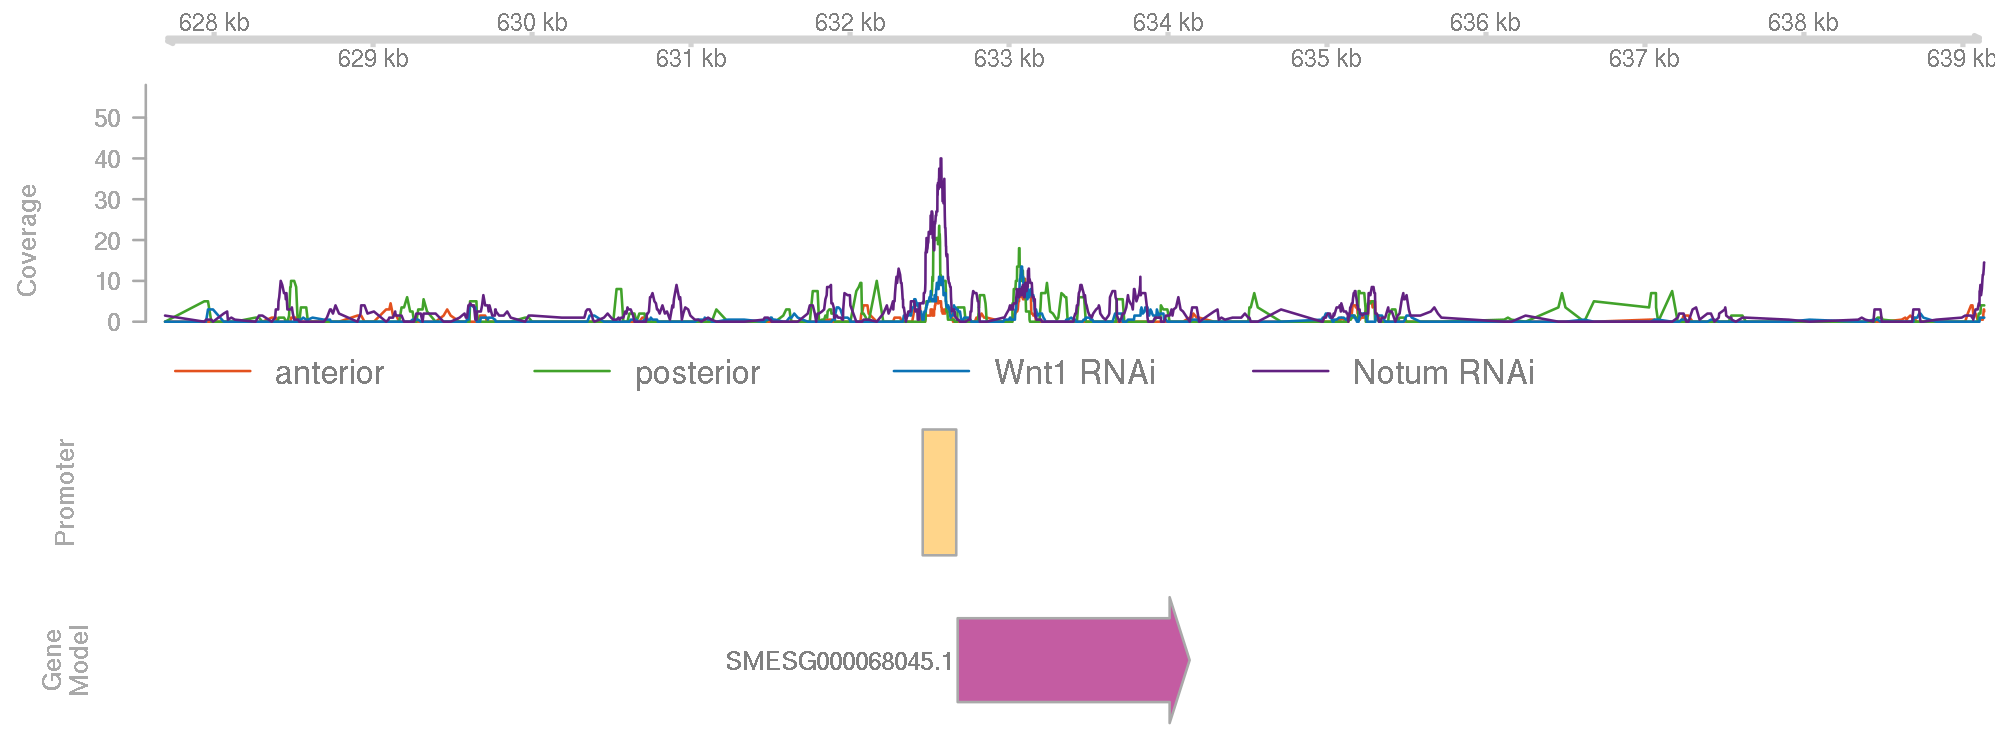 628 kb 630 kb 632 kb 634 kb 636 kb 638 kb
629 kb 631 kb 633 kb 635 kb 637 kb 639 kb
Coverage
50
40
30
20
10
0
anterior posterior Wnt1 RNAi Notum RNAi
Promoter
Gene
Model
SMESG000068045.1